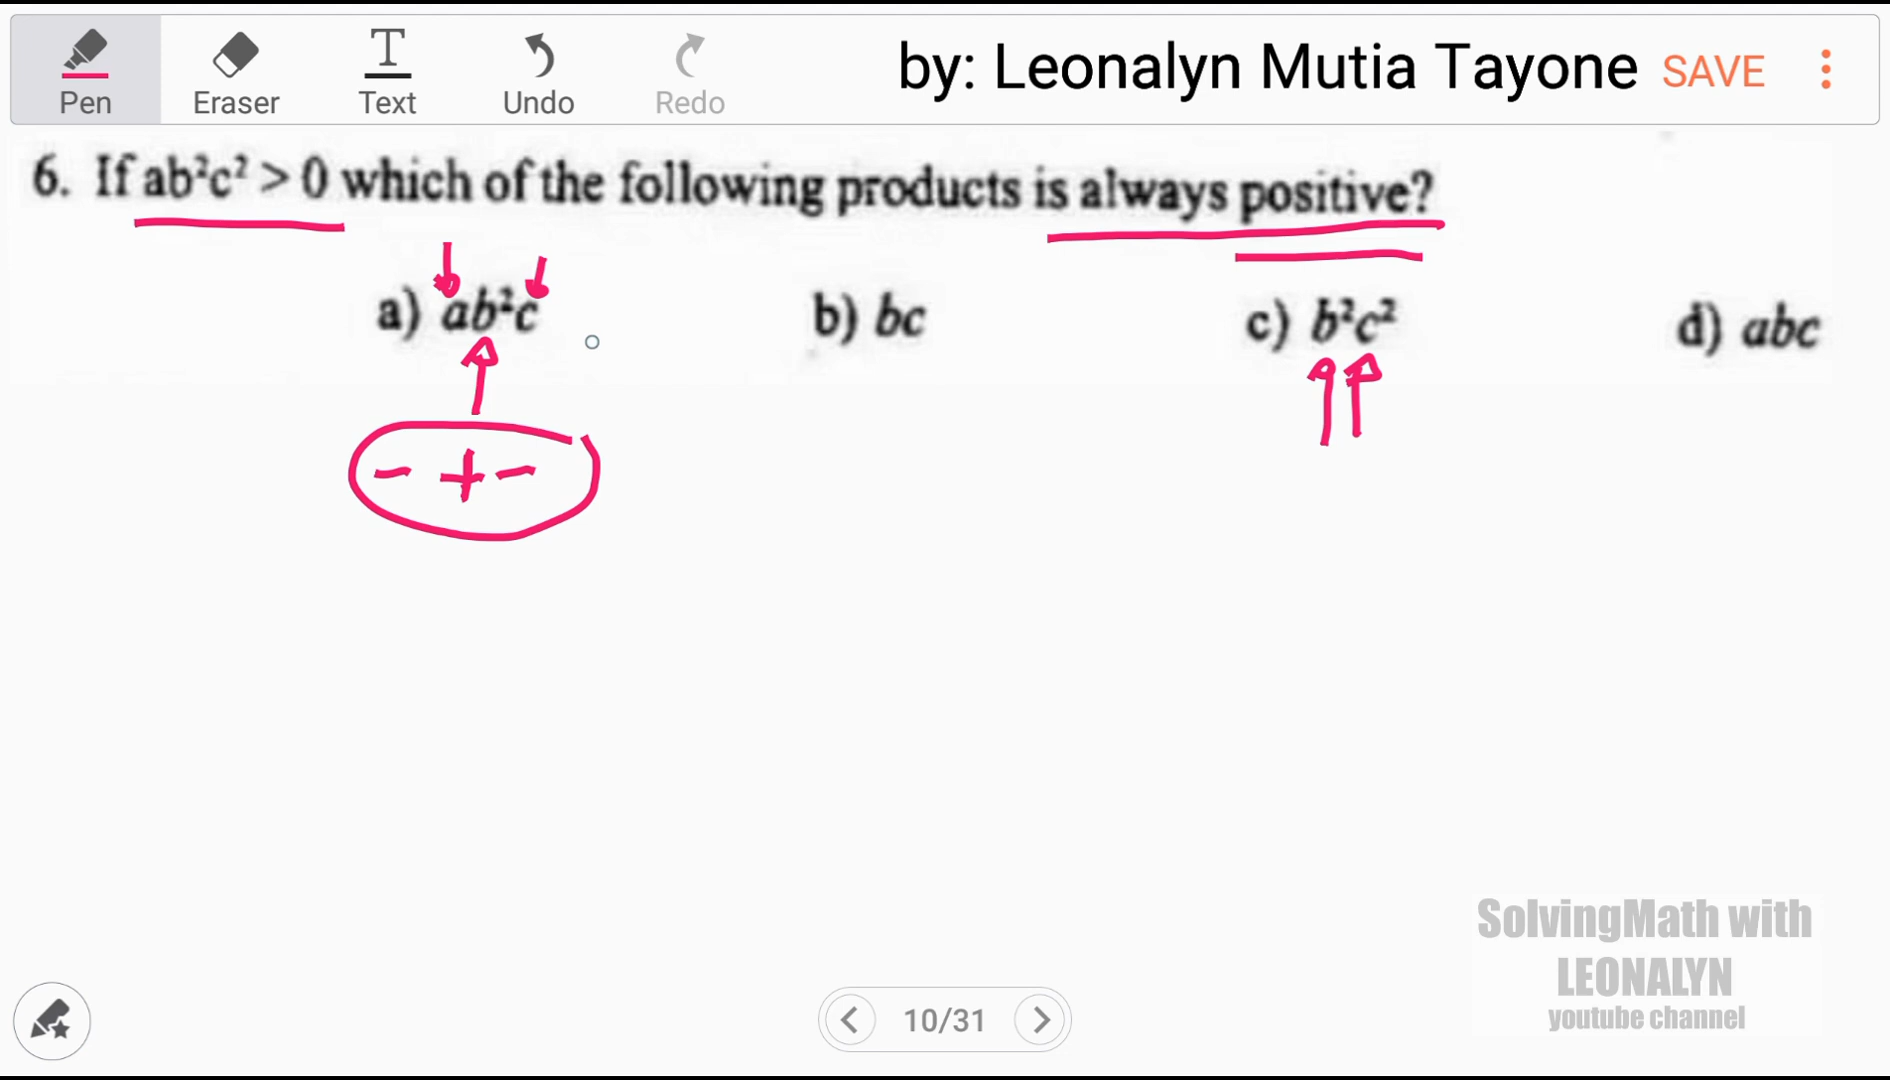 Pen Eraser Text Undo Redo by: Leonalyn Mutia Tayone SAVE
6. If ab²c² > 0 which of the following products is always positive?
a) ab²c b) bc c) b²c² d) abc
- + -
10/31
SolvingMath with
LEONALYN
youtube channel